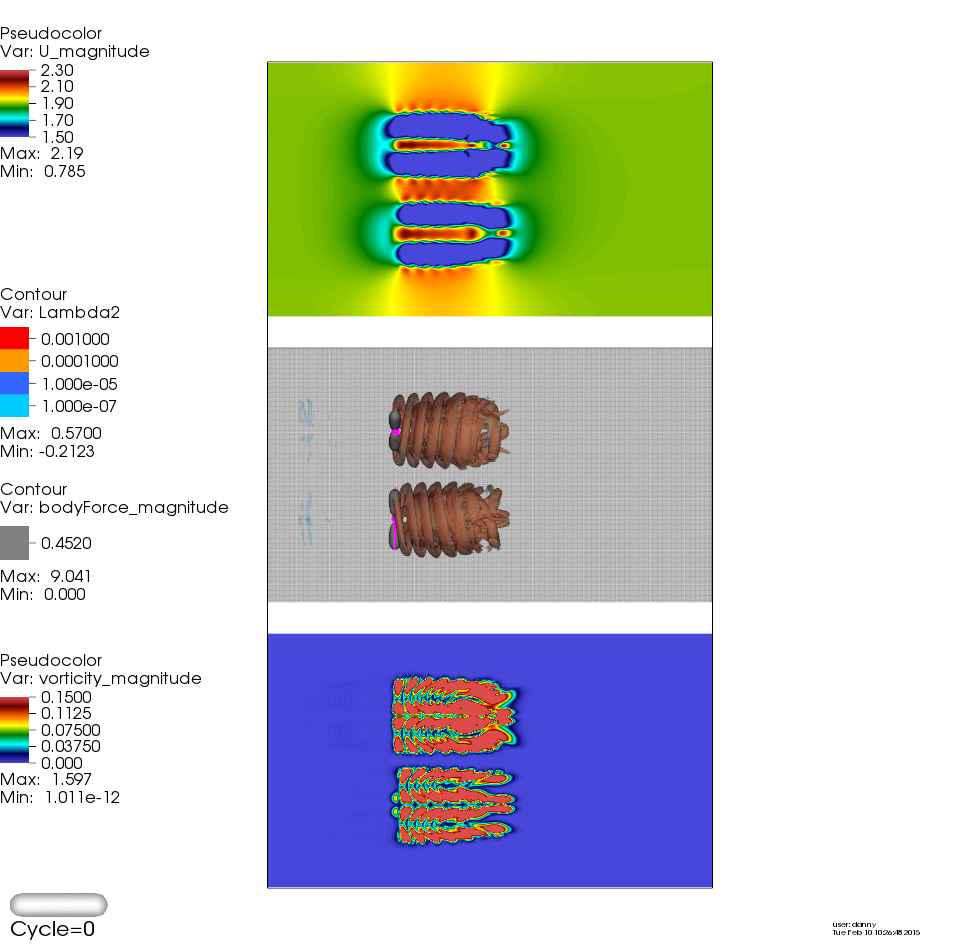 Pseudocolor
Var: U_magnitude
2.30
2.10
1.90
1.70
1.50
Max: 2.19
Min: 0.785
Contour
Var: Lambda2
0.001000
0.0001000
1.000e-05
1.000e-07
Max: 0.5700
Min: -0.2123
Contour
Var: bodyForce_magnitude
0.4520
Max: 9.041
Min: 0.000
Pseudocolor
Var: vorticity_magnitude
0.1500
0.1125
0.07500
0.03750
0.000
Max: 1.597
Min: 1.011e-12
Cycle=0
user: danny
Tue Feb 10 10:26:48 2015